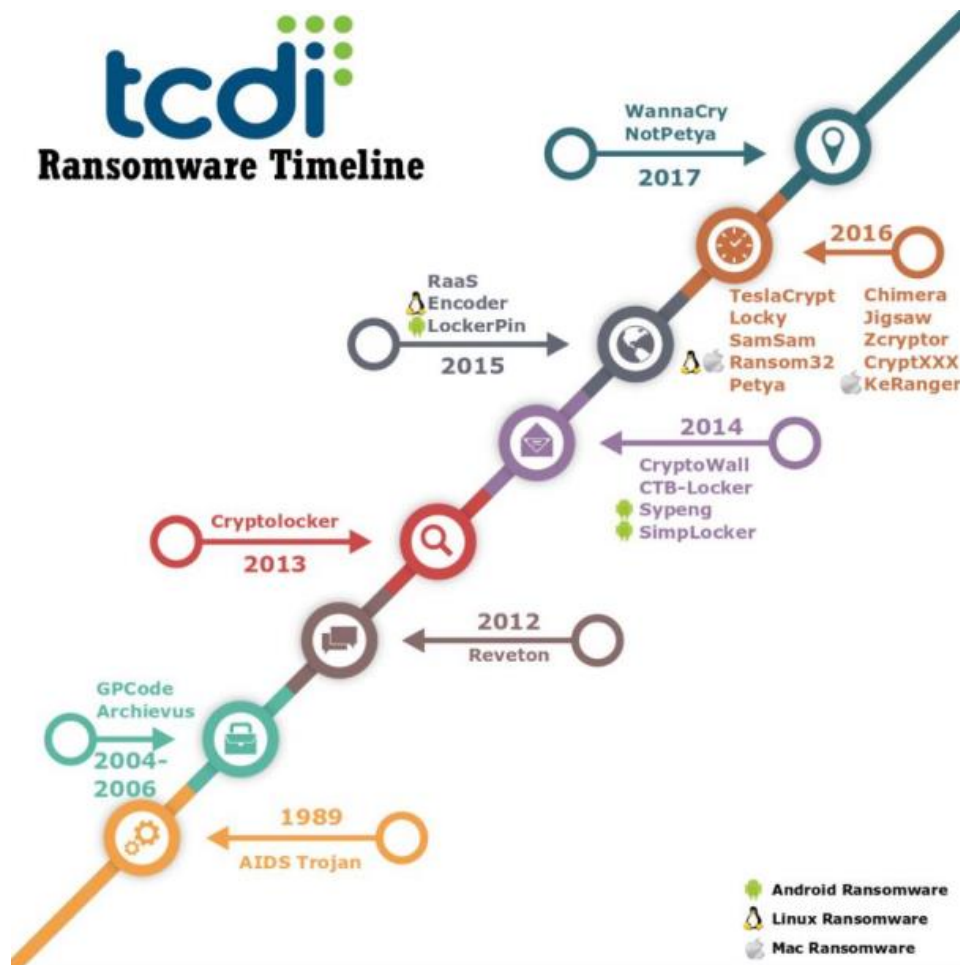 tcdi
Ransomware Timeline
WannaCry
NotPetya
2017
2016
TeslaCrypt
Locky
SamSam
Ransom32
Petya
Chimera
Jigsaw
Zcryptor
CryptXXX
KeRanger
RaaS
Encoder
LockerPin
2015
2014
CryptoWall
CTB-Locker
Sypeng
SimpLocker
Cryptolocker
2013
2012
Reveton
GPCode
Archievus
2004-
2006
1989
AIDS Trojan
Android Ransomware
Linux Ransomware
Mac Ransomware